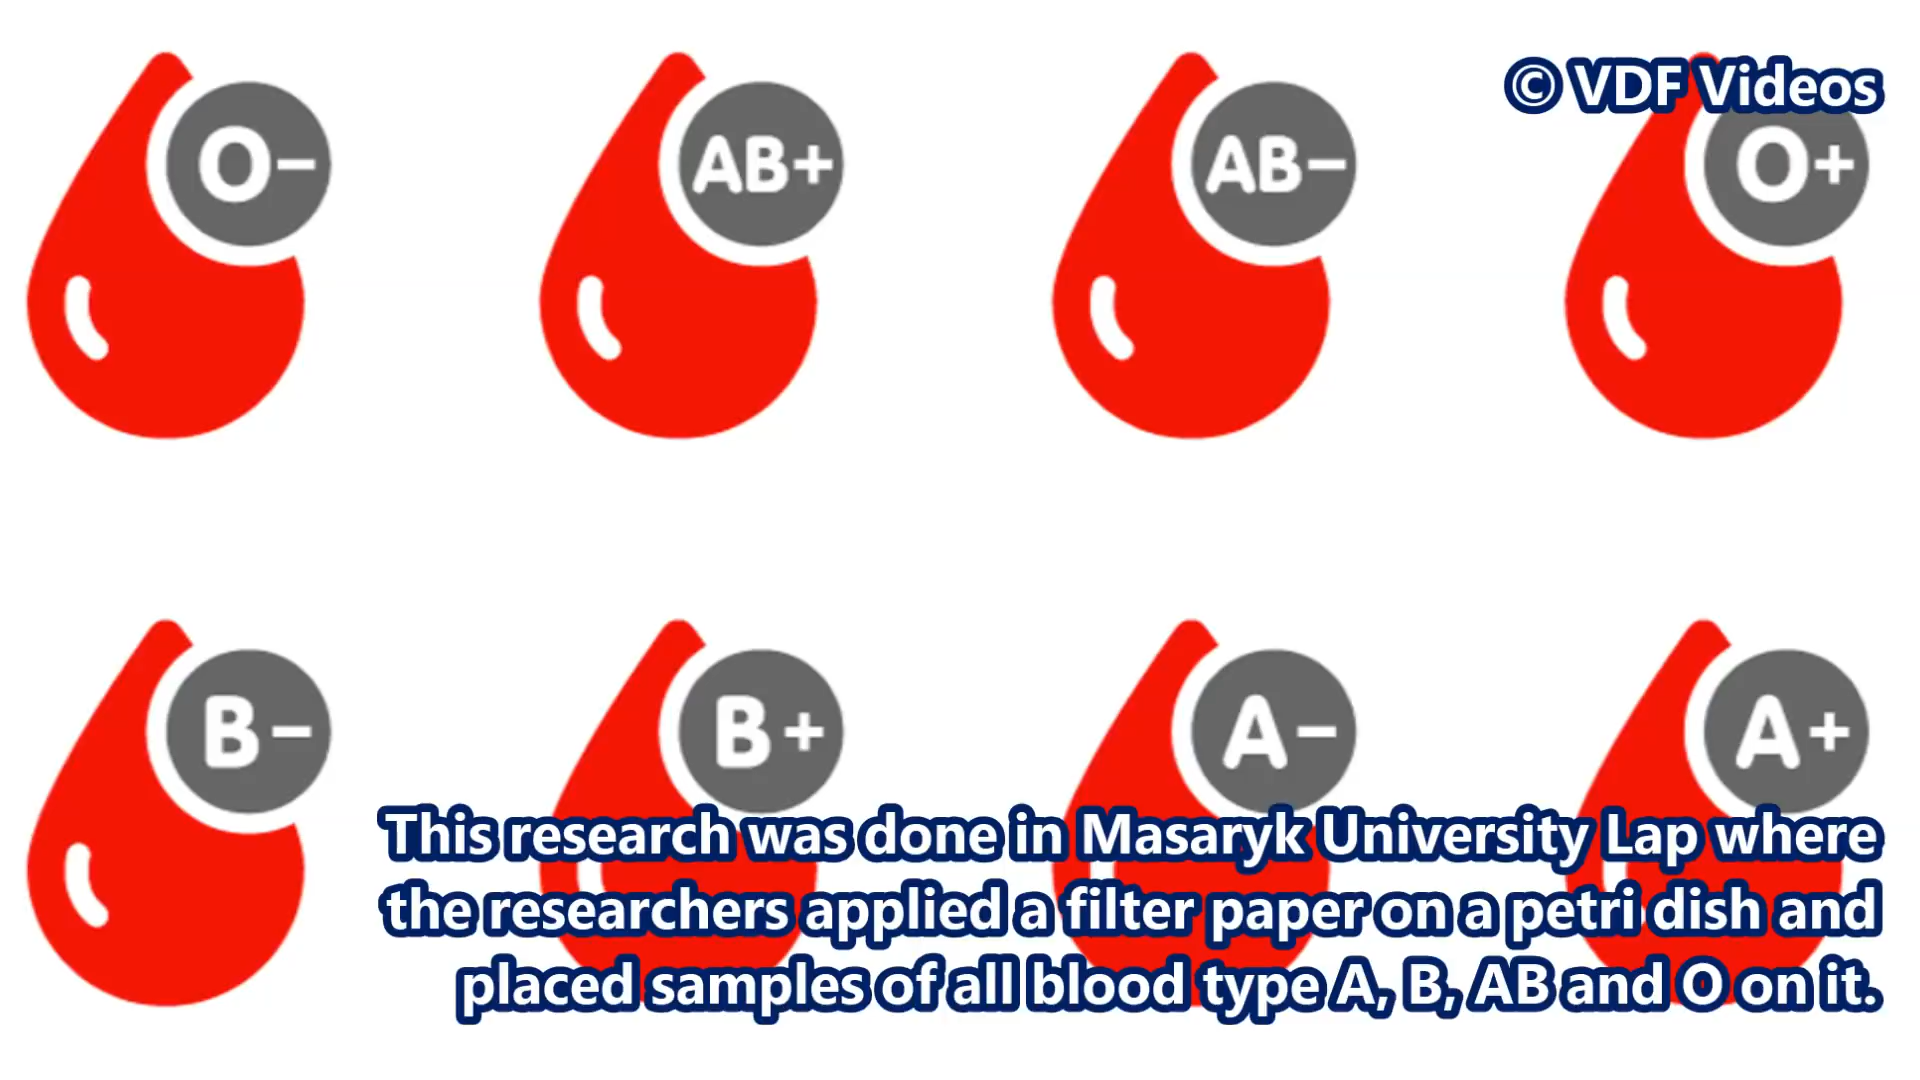 © VDF Videos
O−
AB+
AB−
O+
B−
B+
A−
A+
This research was done in Masaryk University Lap where
the researchers applied a filter paper on a petri dish and
placed samples of all blood type A, B, AB and O on it.